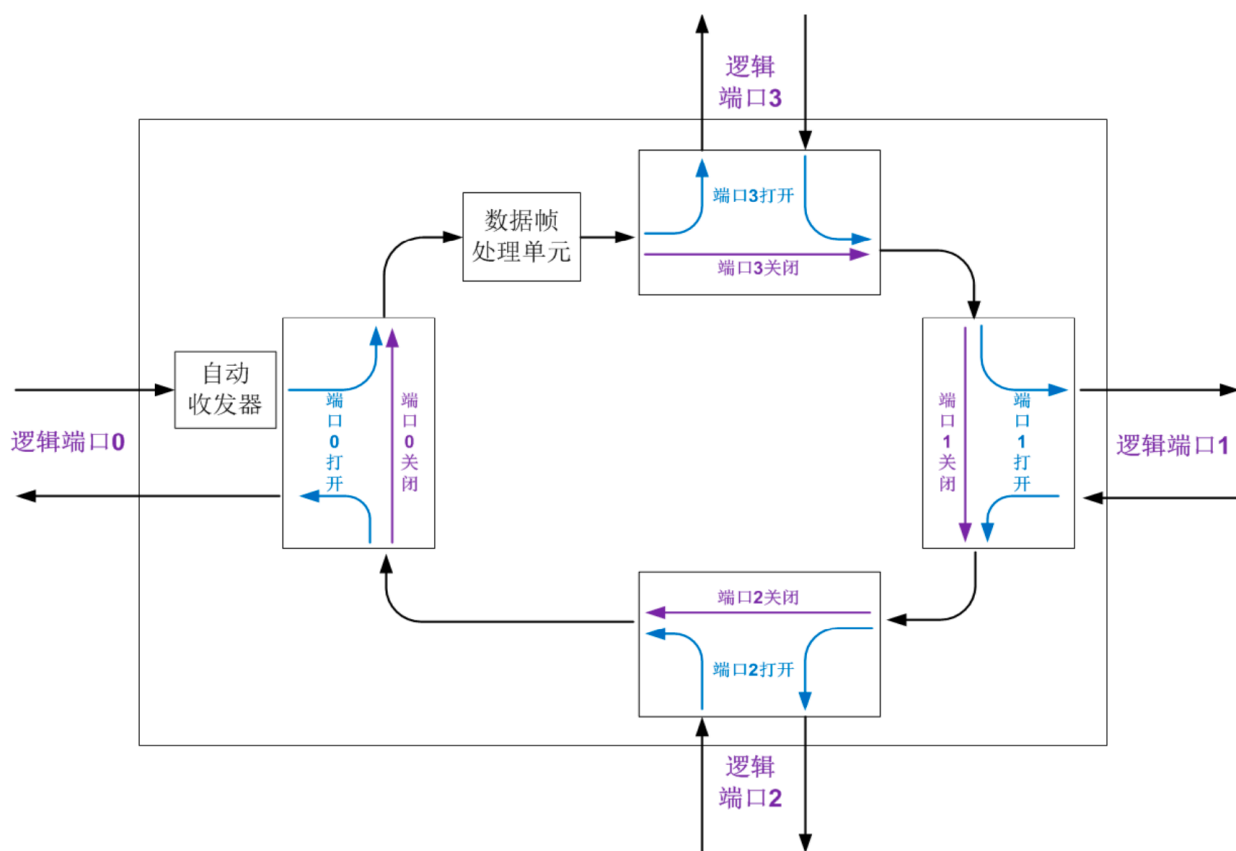 逻辑
端口3
端口3打开
端口3关闭
数据帧
处理单元
自动
收发器
逻辑端口0
端口0打开
端口0关闭
端口1关闭
端口1打开
逻辑端口1
端口2关闭
端口2打开
逻辑
端口2